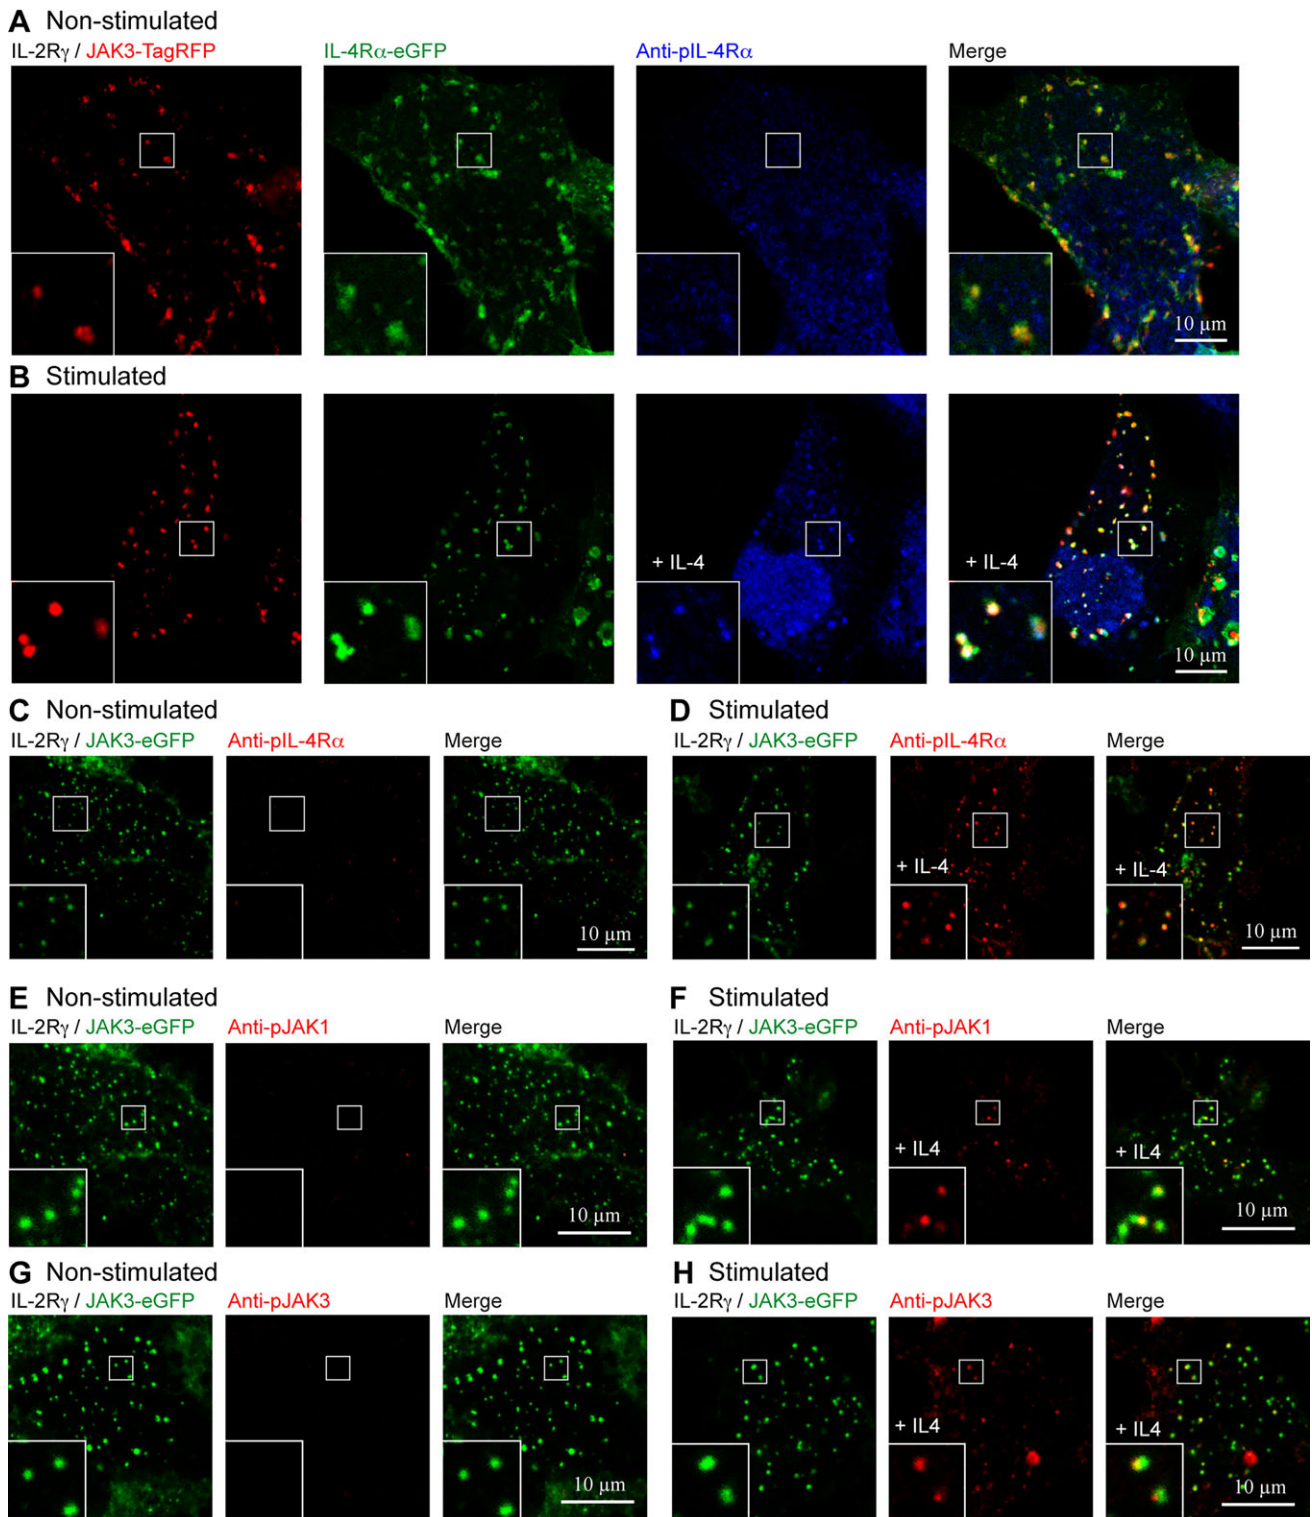 A Non-stimulated
IL-2Rγ / JAK3-TagRFP IL-4Rα-eGFP Anti-pIL-4Rα Merge
10 µm
B Stimulated
+ IL-4
10 µm
C Non-stimulated
IL-2Rγ / JAK3-eGFP Anti-pIL-4Rα Merge
10 µm
D Stimulated
IL-2Rγ / JAK3-eGFP Anti-pIL-4Rα Merge
+ IL-4 + IL-4
10 µm
E Non-stimulated
IL-2Rγ / JAK3-eGFP Anti-pJAK1 Merge
10 µm
F Stimulated
IL-2Rγ / JAK3-eGFP Anti-pJAK1 Merge
+ IL4 + IL4
10 µm
G Non-stimulated
IL-2Rγ / JAK3-eGFP Anti-pJAK3 Merge
10 µm
H Stimulated
IL-2Rγ / JAK3-eGFP Anti-pJAK3 Merge
+ IL4 + IL4
10 µm